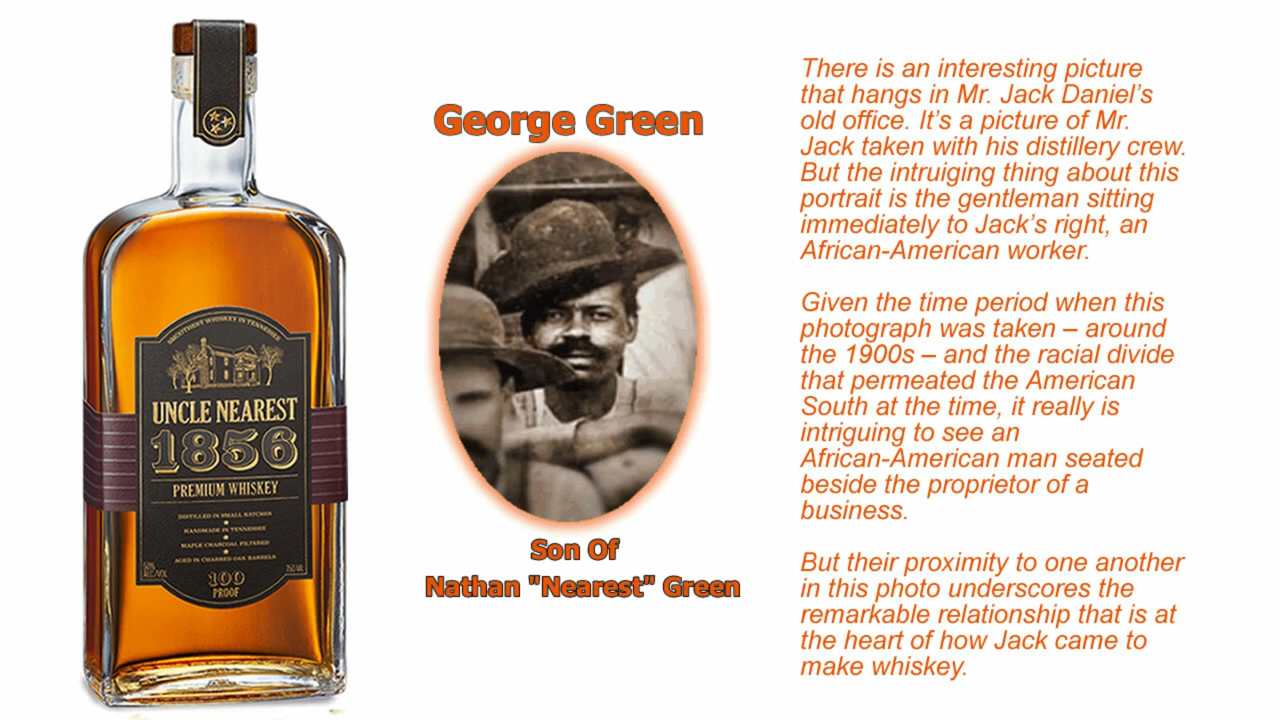 SMOOTHEST WHISKEY IN TENNESSEE
UNCLE NEAREST
1856
PREMIUM WHISKEY
DISTILLED IN SMALL BATCHES
HANDMADE IN TENNESSEE
MAPLE CHARCOAL FILTERED
AGED IN CHARRED OAK BARRELS
50%
ALC/VOL
750 ML
100
PROOF
George Green
Son Of
Nathan "Nearest" Green
There is an interesting picture
that hangs in Mr. Jack Daniel’s
old office. It’s a picture of Mr.
Jack taken with his distillery crew.
But the intruiging thing about this
portrait is the gentleman sitting
immediately to Jack’s right, an
African-American worker.
Given the time period when this
photograph was taken – around
the 1900s – and the racial divide
that permeated the American
South at the time, it really is
intriguing to see an
African-American man seated
beside the proprietor of a
business.
But their proximity to one another
in this photo underscores the
remarkable relationship that is at
the heart of how Jack came to
make whiskey.